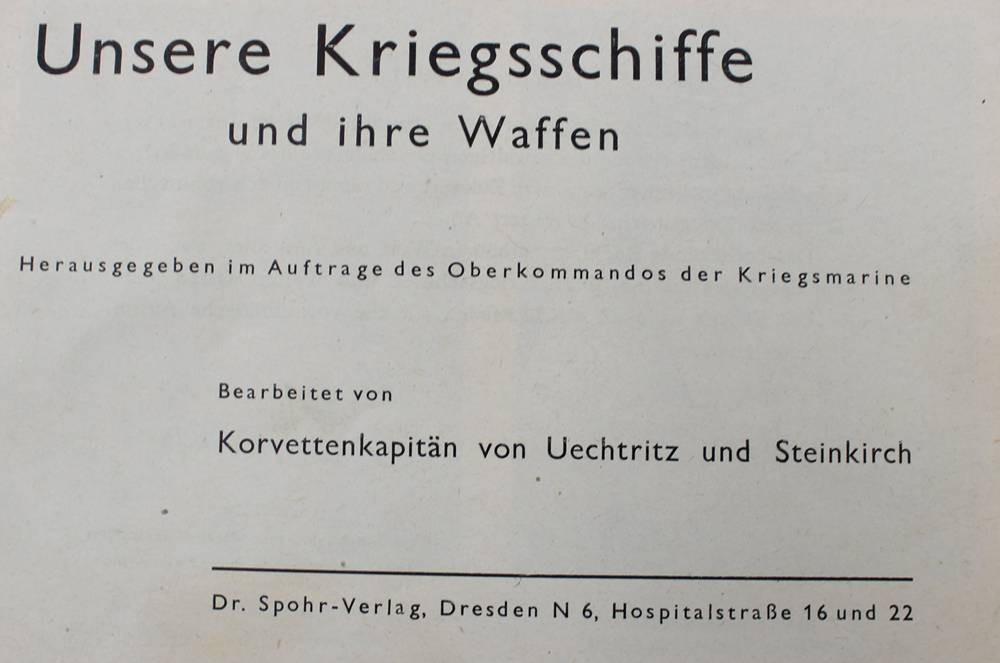 Unsere Kriegsschiffe
und ihre Waffen
Herausgegeben im Auftrage des Oberkommandos der Kriegsmarine
Bearbeitet von
Korvettenkapitän von Uechtritz und Steinkirch
Dr. Spohr-Verlag, Dresden N 6, Hospitalstraße 16 und 22